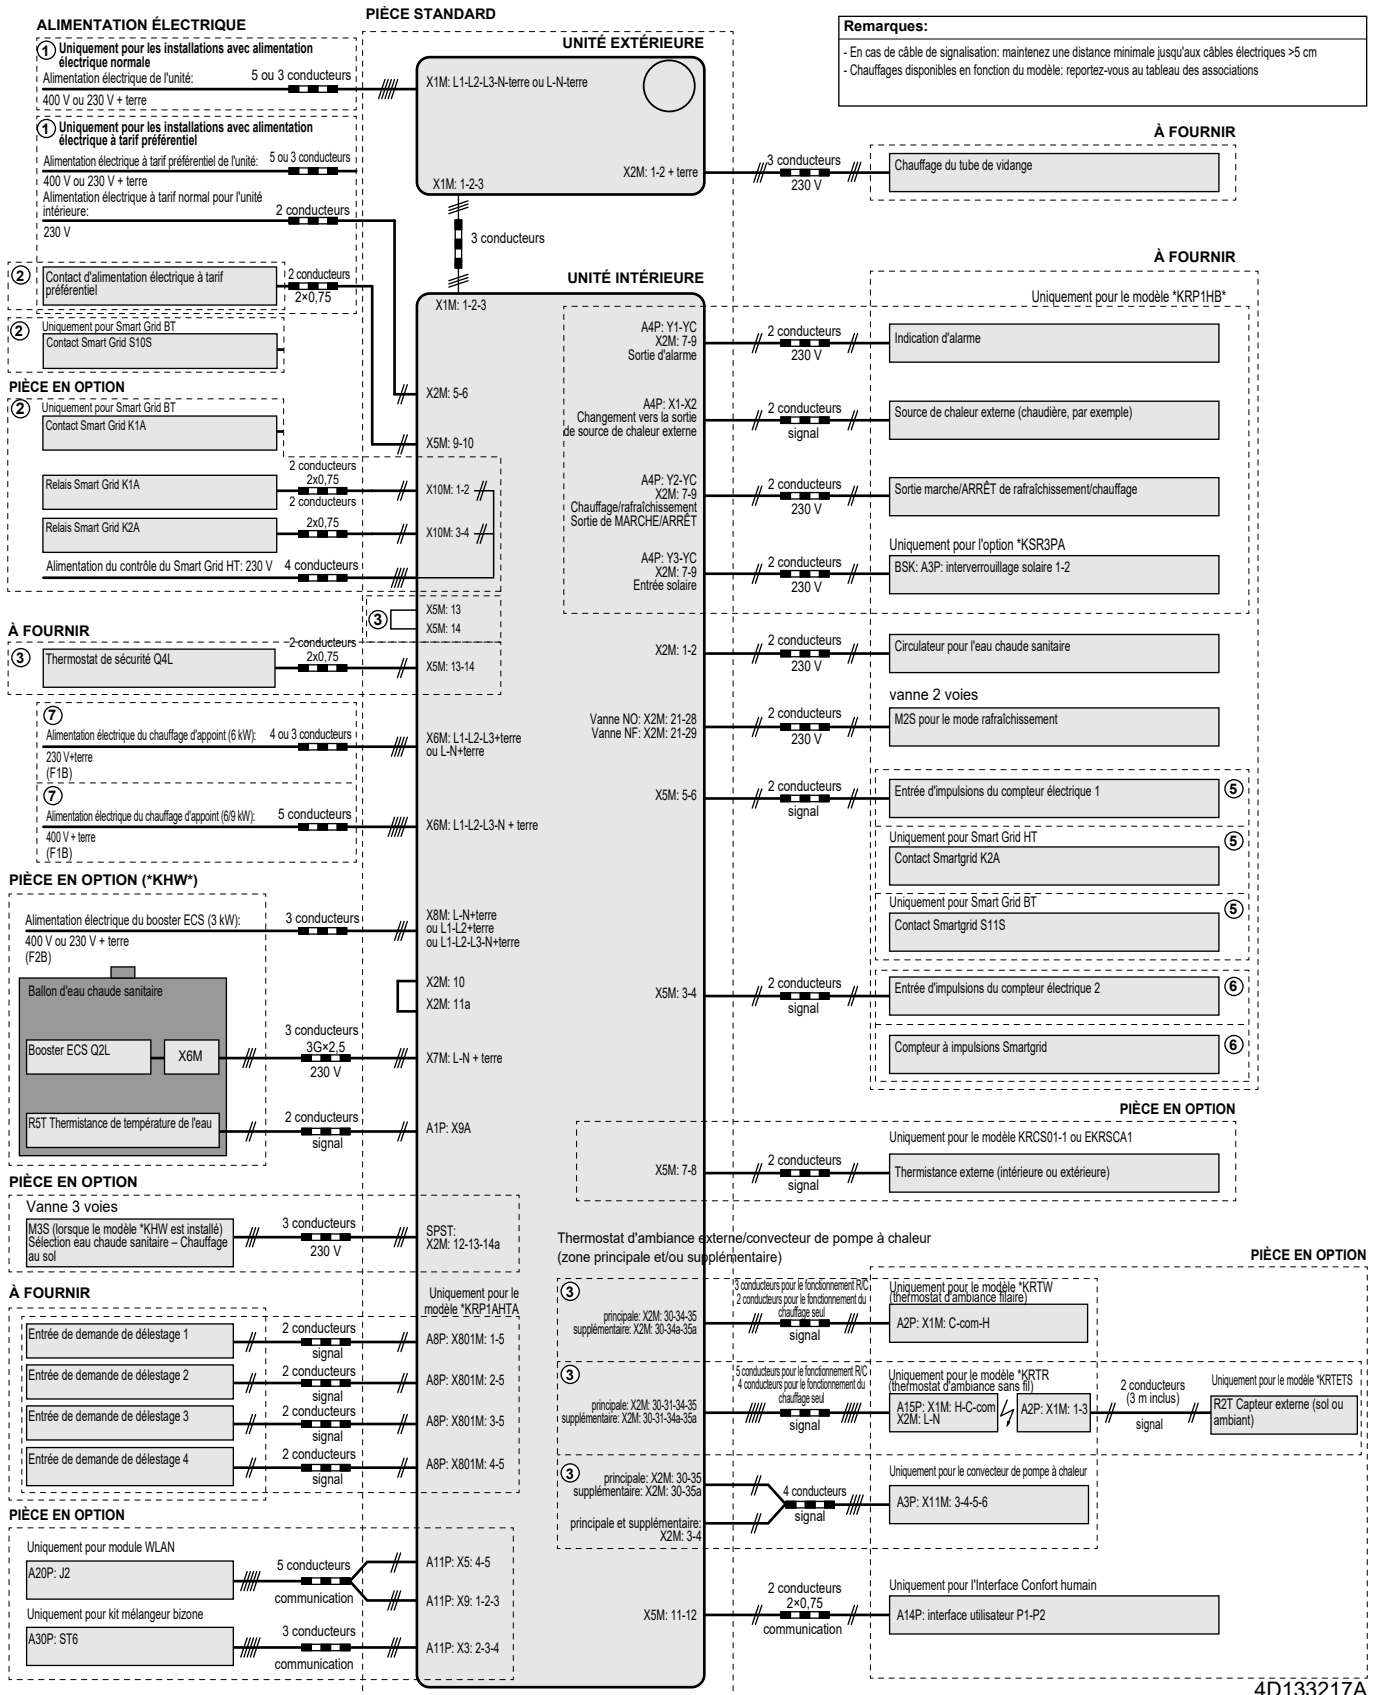 PIÈCE STANDARD
ALIMENTATION ÉLECTRIQUE
1 Uniquement pour les installations avec alimentation
électrique normale
Alimentation électrique de l'unité:
5 ou 3 conducteurs
400 V ou 230 V + terre
1 Uniquement pour les installations avec alimentation
électrique à tarif préférentiel
Alimentation électrique à tarif préférentiel de l'unité:
5 ou 3 conducteurs
400 V ou 230 V + terre
Alimentation électrique à tarif normal pour l'unité
intérieure:
2 conducteurs
230 V
2
Contact d'alimentation électrique à tarif
préférentiel
2 conducteurs
2×0,75
2
Uniquement pour Smart Grid BT
Contact Smart Grid S10S
PIÈCE EN OPTION
2
Uniquement pour Smart Grid BT
Contact Smart Grid K1A
2 conducteurs
2x0,75
Relais Smart Grid K1A
2 conducteurs
2x0,75
Relais Smart Grid K2A
Alimentation du contrôle du Smart Grid HT: 230 V
4 conducteurs
À FOURNIR
3
Thermostat de sécurité Q4L
2 conducteurs
2x0,75
7
Alimentation électrique du chauffage d'appoint (6 kW):
4 ou 3 conducteurs
230 V+terre
(F1B)
7
Alimentation électrique du chauffage d'appoint (6/9 kW):
5 conducteurs
400 V + terre
(F1B)
PIÈCE EN OPTION (*KHW*)
Alimentation électrique du booster ECS (3 kW):
3 conducteurs
400 V ou 230 V + terre
(F2B)
Ballon d'eau chaude sanitaire
Booster ECS Q2L
X6M
3 conducteurs
3G×2,5
230 V
R5T Thermistance de température de l'eau
2 conducteurs
signal
PIÈCE EN OPTION
Vanne 3 voies
M3S (lorsque le modèle *KHW est installé)
Sélection eau chaude sanitaire – Chauffage
au sol
3 conducteurs
230 V
À FOURNIR
Entrée de demande de délestage 1
2 conducteurs
signal
Entrée de demande de délestage 2
2 conducteurs
signal
Entrée de demande de délestage 3
2 conducteurs
signal
Entrée de demande de délestage 4
2 conducteurs
signal
PIÈCE EN OPTION
Uniquement pour module WLAN
A20P: J2
5 conducteurs
communication
Uniquement pour kit mélangeur bizone
A30P: ST6
3 conducteurs
communication
UNITÉ EXTÉRIEURE
X1M: L1-L2-L3-N-terre ou L-N-terre
X2M: 1-2 + terre
X1M: 1-2-3
3 conducteurs
UNITÉ INTÉRIEURE
X1M: 1-2-3
X2M: 5-6
X5M: 9-10
X10M: 1-2
X10M: 3-4
3
X5M: 13
X5M: 14
X5M: 13-14
X6M: L1-L2-L3+terre
ou L-N+terre
X6M: L1-L2-L3-N + terre
X8M: L-N+terre
ou L1-L2+terre
ou L1-L2-L3-N+terre
X2M: 10
X2M: 11a
X7M: L-N + terre
A1P: X9A
SPST:
X2M: 12-13-14a
Uniquement pour le
modèle *KRP1AHTA
A8P: X801M: 1-5
A8P: X801M: 2-5
A8P: X801M: 3-5
A8P: X801M: 4-5
A11P: X5: 4-5
A11P: X9: 1-2-3
A11P: X3: 2-3-4
A4P: Y1-YC
X2M: 7-9
Sortie d'alarme
A4P: X1-X2
Changement vers la sortie
de source de chaleur externe
A4P: Y2-YC
X2M: 7-9
Chauffage/rafraîchissement
Sortie de MARCHE/ARRÊT
A4P: Y3-YC
X2M: 7-9
Entrée solaire
X2M: 1-2
Vanne NO: X2M: 21-28
Vanne NF: X2M: 21-29
X5M: 5-6
X5M: 3-4
X5M: 7-8
Remarques:
- En cas de câble de signalisation: maintenez une distance minimale jusqu'aux câbles électriques >5 cm
- Chauffages disponibles en fonction du modèle: reportez-vous au tableau des associations
À FOURNIR
3 conducteurs
230 V
Chauffage du tube de vidange
À FOURNIR
Uniquement pour le modèle *KRP1HB*
2 conducteurs
230 V
Indication d'alarme
2 conducteurs
signal
Source de chaleur externe (chaudière, par exemple)
2 conducteurs
230 V
Sortie marche/ARRÊT de rafraîchissement/chauffage
Uniquement pour l'option *KSR3PA
2 conducteurs
230 V
BSK: A3P: interverrouillage solaire 1-2
2 conducteurs
230 V
Circulateur pour l'eau chaude sanitaire
vanne 2 voies
2 conducteurs
230 V
M2S pour le mode rafraîchissement
2 conducteurs
signal
Entrée d'impulsions du compteur électrique 1
5
Uniquement pour Smart Grid HT
Contact Smartgrid K2A
5
Uniquement pour Smart Grid BT
Contact Smartgrid S11S
5
2 conducteurs
signal
Entrée d'impulsions du compteur électrique 2
6
Compteur à impulsions Smartgrid
6
PIÈCE EN OPTION
Uniquement pour le modèle KRCS01-1 ou EKRSCA1
2 conducteurs
signal
Thermistance externe (intérieure ou extérieure)
Thermostat d'ambiance externe/convecteur de pompe à chaleur
(zone principale et/ou supplémentaire)
PIÈCE EN OPTION
3
principale: X2M: 30-34-35
supplémentaire: X2M: 30-34a-35a
3 conducteurs pour le fonctionnement R/C
2 conducteurs pour le fonctionnement du
chauffage seul
signal
Uniquement pour le modèle *KRTW
(thermostat d'ambiance filaire)
A2P: X1M: C-com-H
3
principale: X2M: 30-31-34-35
supplémentaire: X2M: 30-31-34a-35a
5 conducteurs pour le fonctionnement R/C
4 conducteurs pour le fonctionnement du
chauffage seul
signal
Uniquement pour le modèle *KRTR
(thermostat d'ambiance sans fil)
A15P: X1M: H-C-com
X2M: L-N
A2P: X1M: 1-3
2 conducteurs
(3 m inclus)
signal
Uniquement pour le modèle *KRTETS
R2T Capteur externe (sol ou
ambiant)
3
principale: X2M: 30-35
supplémentaire: X2M: 30-35a
principale et supplémentaire:
X2M: 3-4
4 conducteurs
signal
Uniquement pour le convecteur de pompe à chaleur
A3P: X11M: 3-4-5-6
X5M: 11-12
2 conducteurs
2×0,75
communication
Uniquement pour l'Interface Confort humain
A14P: interface utilisateur P1-P2
4D133217A